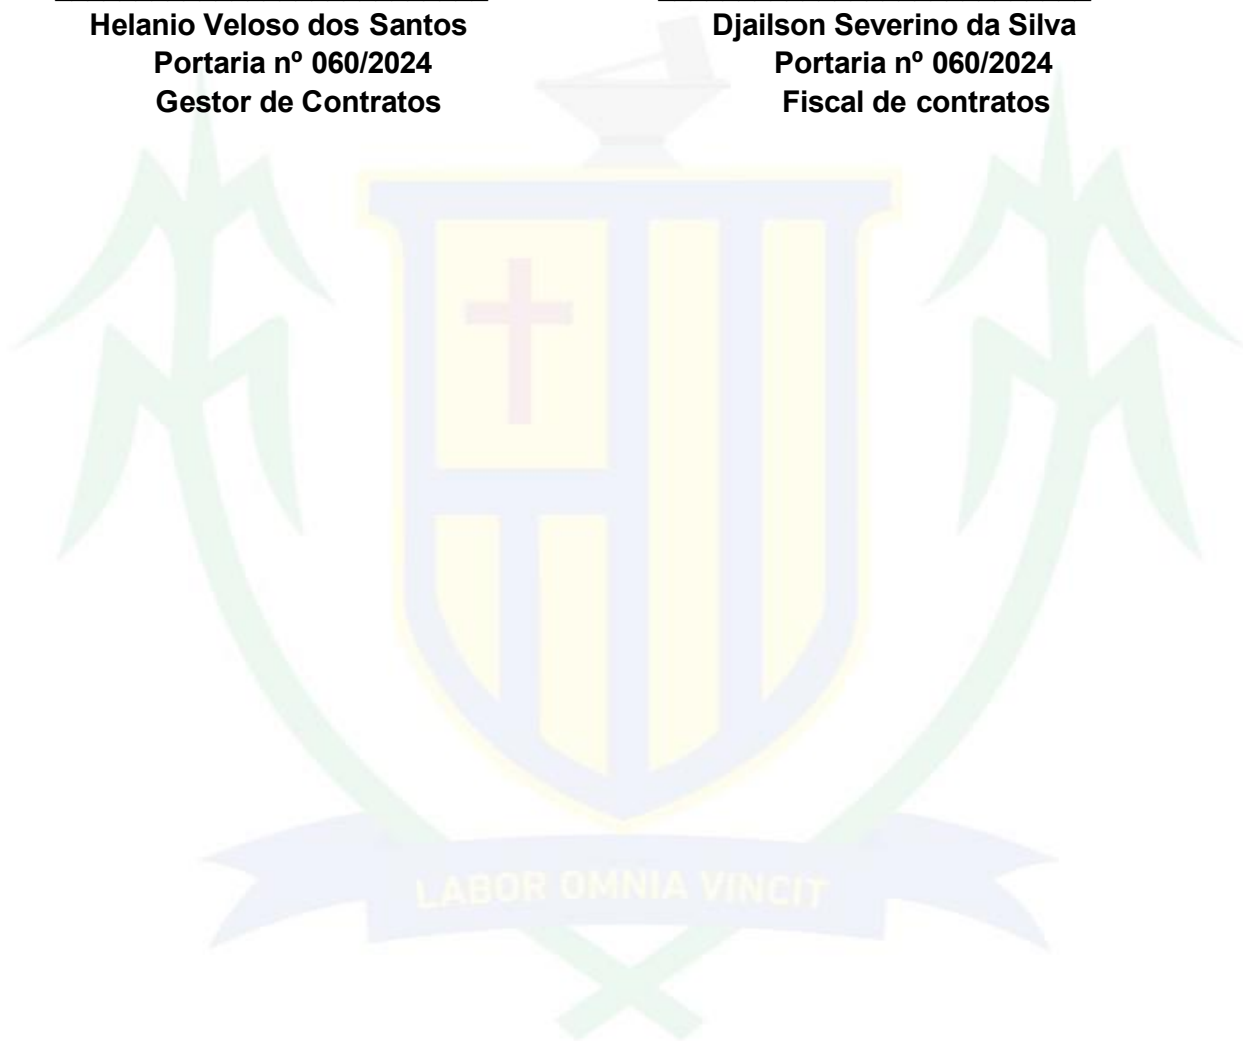 Helanio Veloso dos Santos
Portaria nº 060/2024
Gestor de Contratos
Djailson Severino da Silva
Portaria nº 060/2024
Fiscal de contratos
LABOR OMNIA VINCIT